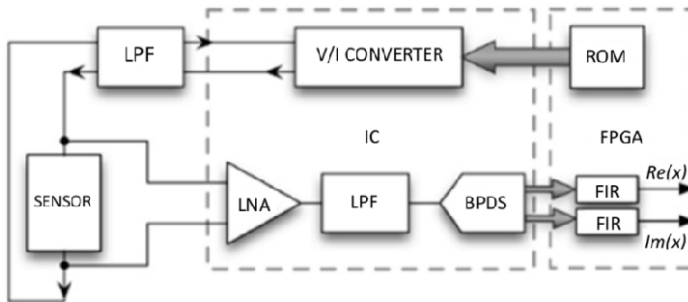 LPF
V/I CONVERTER
ROM
IC
FPGA
SENSOR
LNA
LPF
BPDS
FIR
Re(x)
FIR
Im(x)